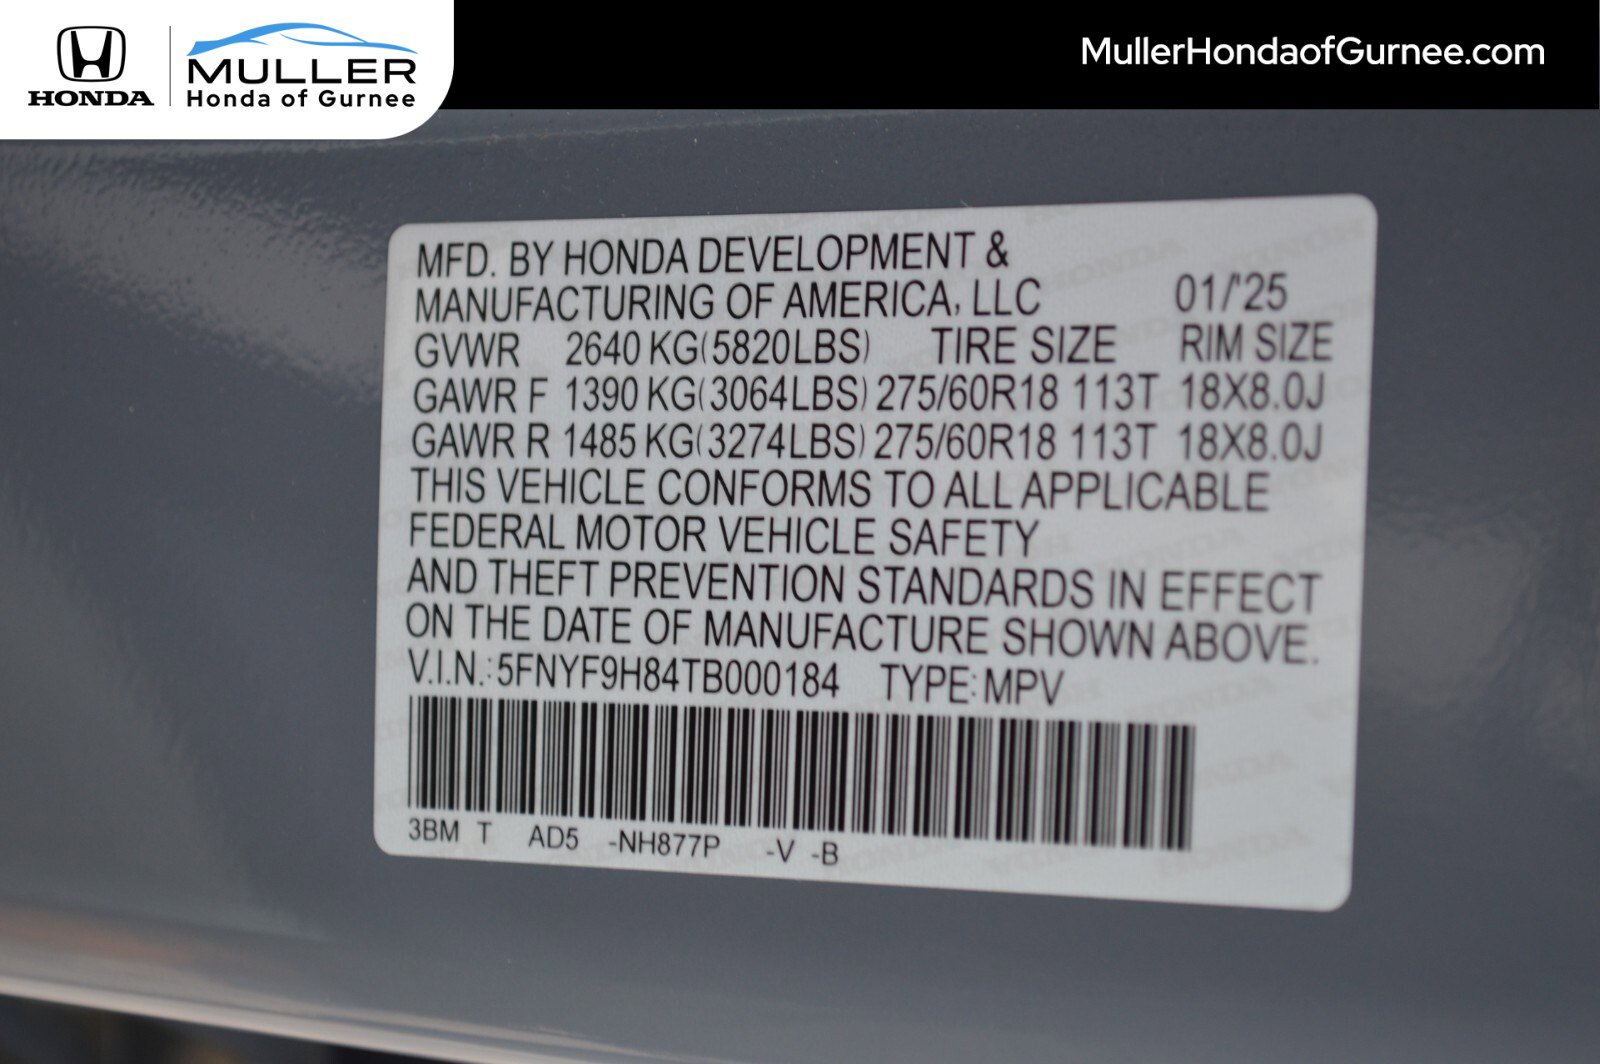 HONDA
MULLER
Honda of Gurnee
MullerHondaofGurnee.com
MFD. BY HONDA DEVELOPMENT &
MANUFACTURING OF AMERICA, LLC 01/'25
GVWR 2640 KG(5820LBS) TIRE SIZE RIM SIZE
GAWR F 1390 KG(3064LBS) 275/60R18 113T 18X8.0J
GAWR R 1485 KG(3274LBS) 275/60R18 113T 18X8.0J
THIS VEHICLE CONFORMS TO ALL APPLICABLE
FEDERAL MOTOR VEHICLE SAFETY
AND THEFT PREVENTION STANDARDS IN EFFECT
ON THE DATE OF MANUFACTURE SHOWN ABOVE.
V.I.N.: 5FNYF9H84TB000184 TYPE: MPV
3BM T AD5 -NH877P -V -B